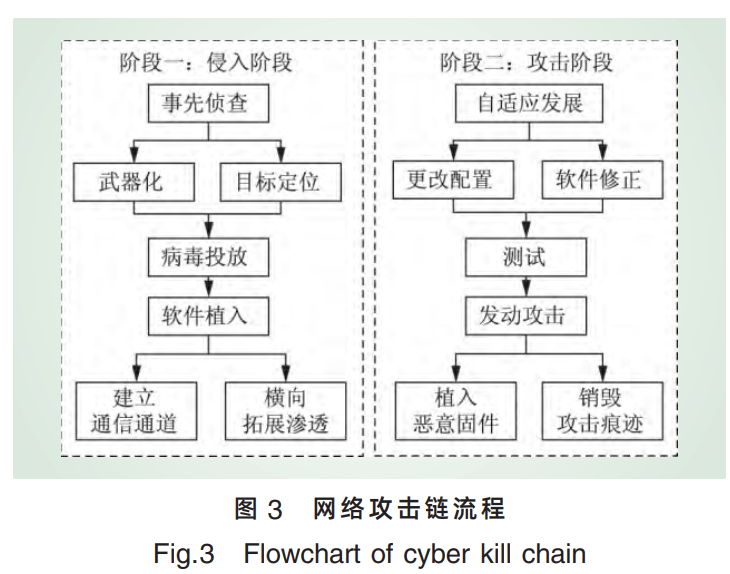 阶段一：侵入阶段
事先侦查
武器化
目标定位
病毒投放
软件植入
建立
通信通道
横向
拓展渗透
阶段二：攻击阶段
自适应发展
更改配置
软件修正
测试
发动攻击
植入
恶意固件
销毁
攻击痕迹
图 3 网络攻击链流程
Fig.3 Flowchart of cyber kill chain